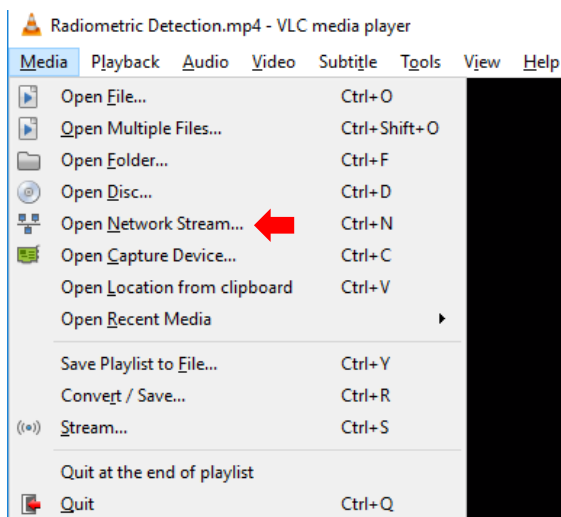 Radiometric Detection.mp4 - VLC media player
Media Playback Audio Video Subtitle Tools View Help
Open File... Ctrl+O
Open Multiple Files... Ctrl+Shift+O
Open Folder... Ctrl+F
Open Disc... Ctrl+D
Open Network Stream... Ctrl+N
Open Capture Device... Ctrl+C
Open Location from clipboard Ctrl+V
Open Recent Media
Save Playlist to File... Ctrl+Y
Convert / Save... Ctrl+R
Stream... Ctrl+S
Quit at the end of playlist
Quit Ctrl+Q